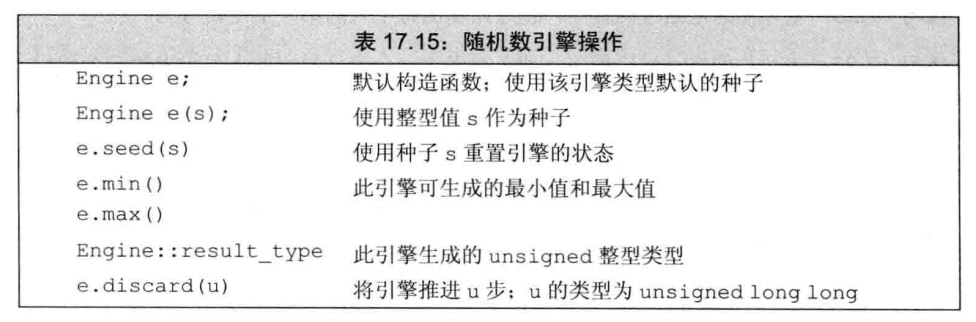 表 17.15：随机数引擎操作
Engine e; 默认构造函数；使用该引擎类型默认的种子
Engine e(s); 使用整型值 s 作为种子
e.seed(s) 使用种子 s 重置引擎的状态
e.min() 此引擎可生成的最小值和最大值
e.max()
Engine::result_type 此引擎生成的 unsigned 整型类型
e.discard(u) 将引擎推进 u 步；u 的类型为 unsigned long long